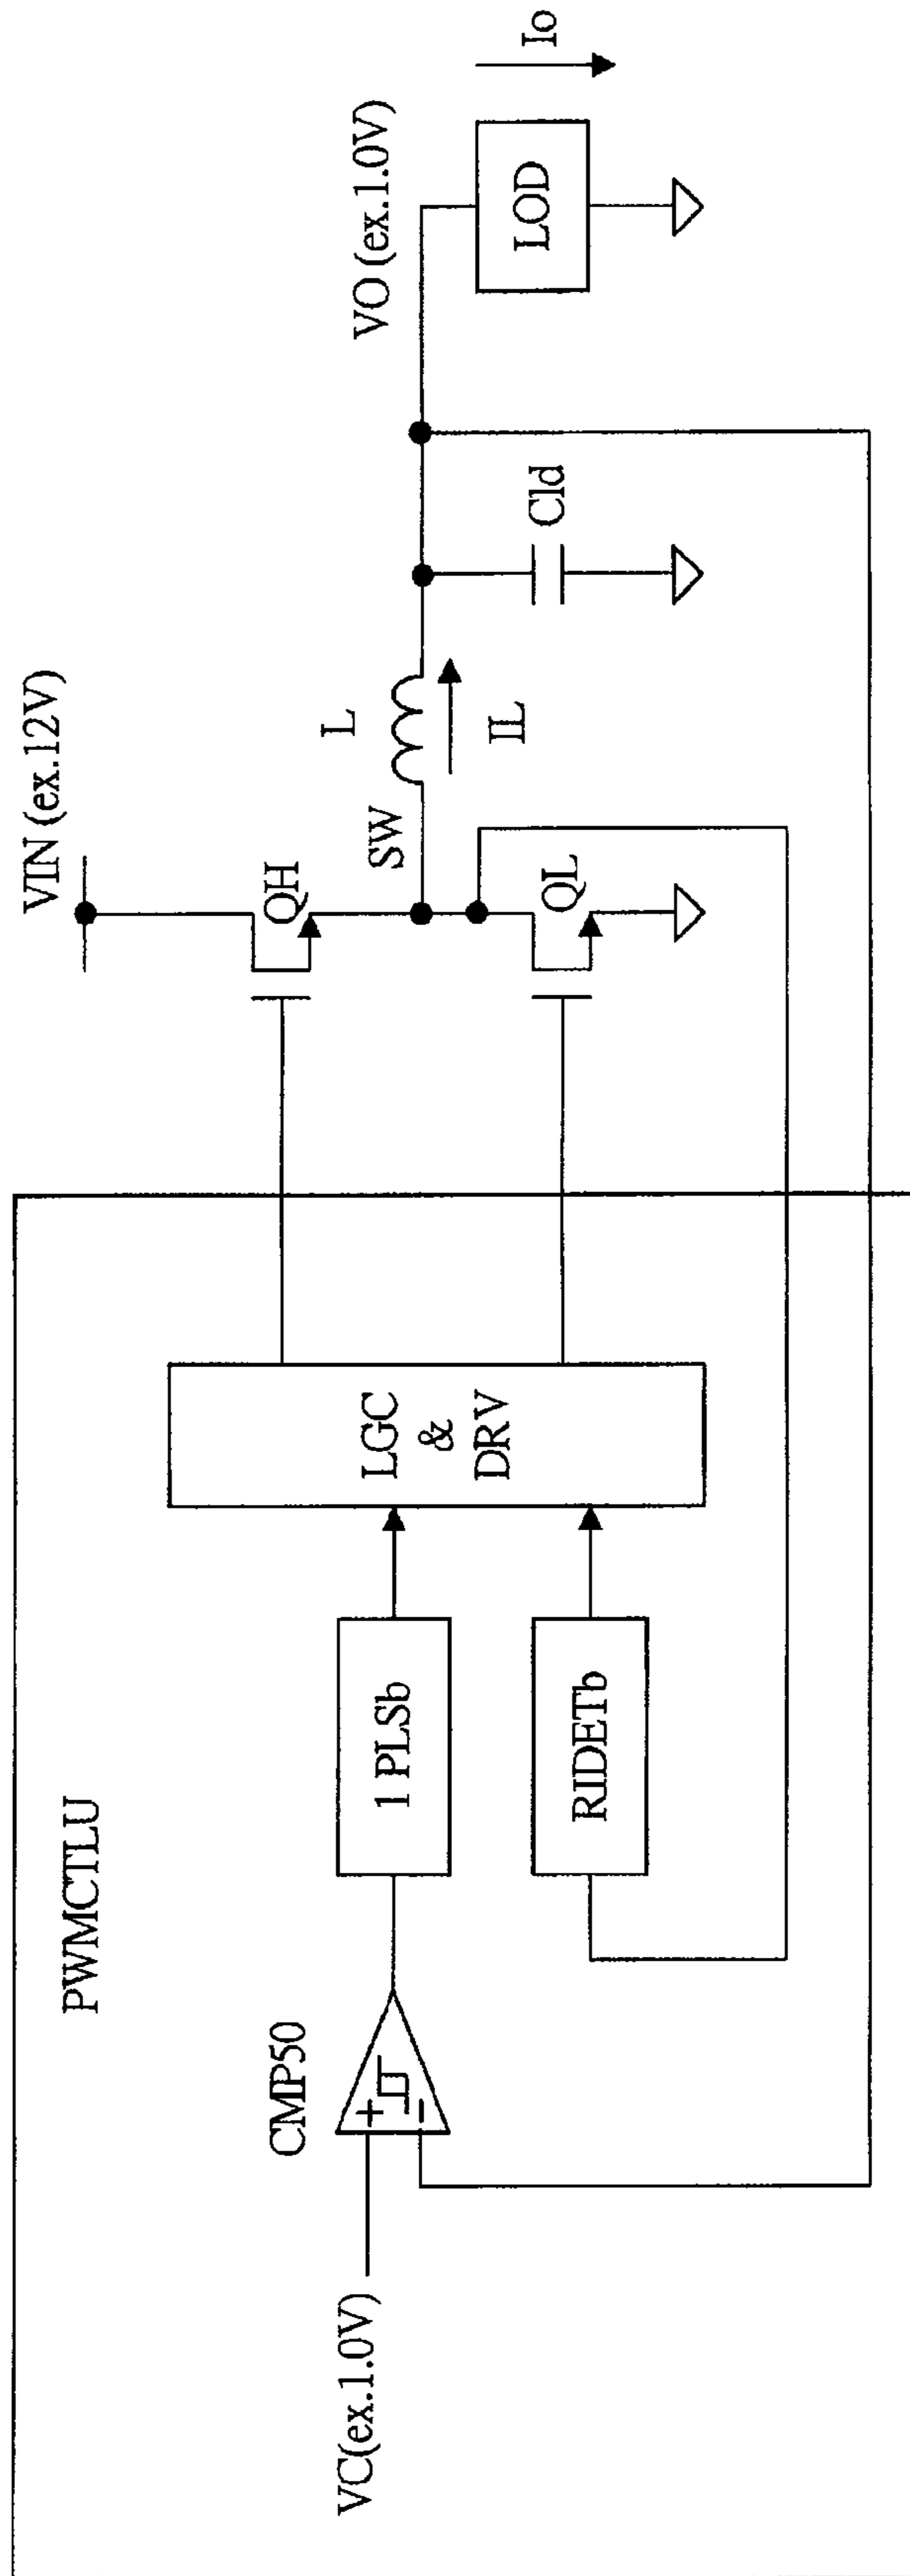 PWMCTLU
VC(ex.1.0V)
CMP50
+
−
1 PLSb
RIDETb
LGC
&
DRV
VIN (ex.12V)
QH
QL
SW
L
IL
Cld
VO (ex.1.0V)
LOD
Io